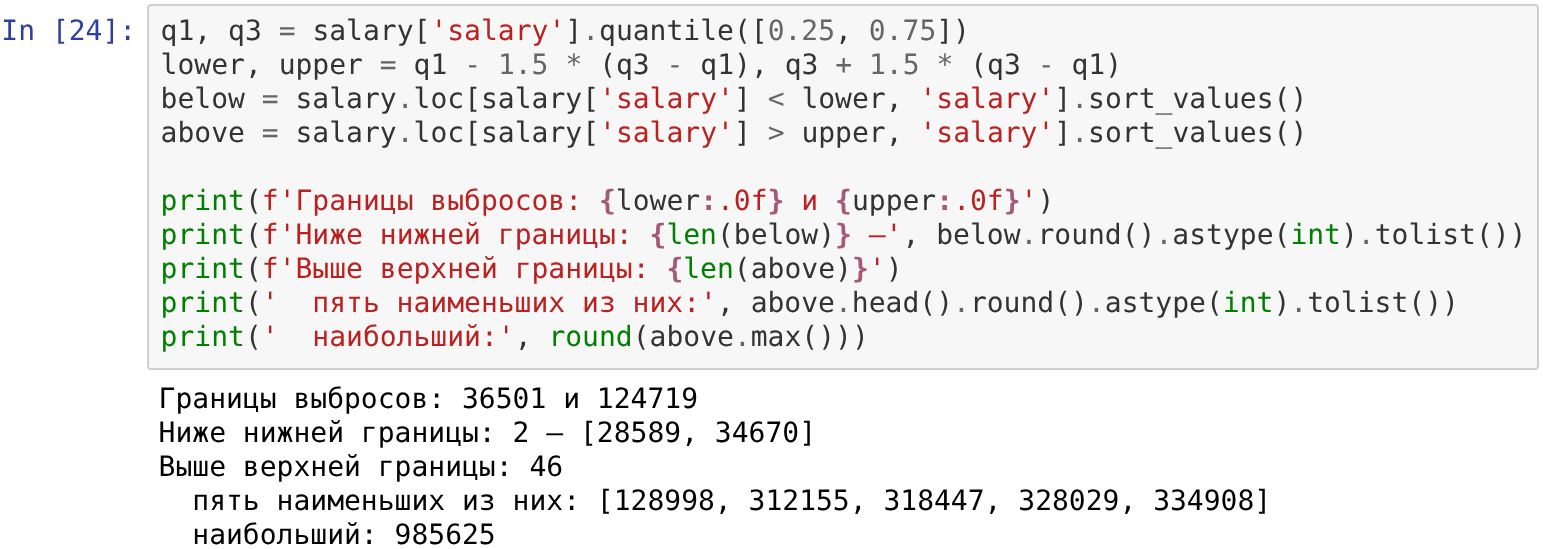 In [24]:
q1, q3 = salary['salary'].quantile([0.25, 0.75])
lower, upper = q1 - 1.5 * (q3 - q1), q3 + 1.5 * (q3 - q1)
below = salary.loc[salary['salary'] < lower, 'salary'].sort_values()
above = salary.loc[salary['salary'] > upper, 'salary'].sort_values()

print(f'Границы выбросов: {lower:.0f} и {upper:.0f}')
print(f'Ниже нижней границы: {len(below)} —', below.round().astype(int).tolist())
print(f'Выше верхней границы: {len(above)}')
print('  пять наименьших из них:', above.head().round().astype(int).tolist())
print('  наибольший:', round(above.max()))
Границы выбросов: 36501 и 124719
Ниже нижней границы: 2 — [28589, 34670]
Выше верхней границы: 46
  пять наименьших из них: [128998, 312155, 318447, 328029, 334908]
  наибольший: 985625